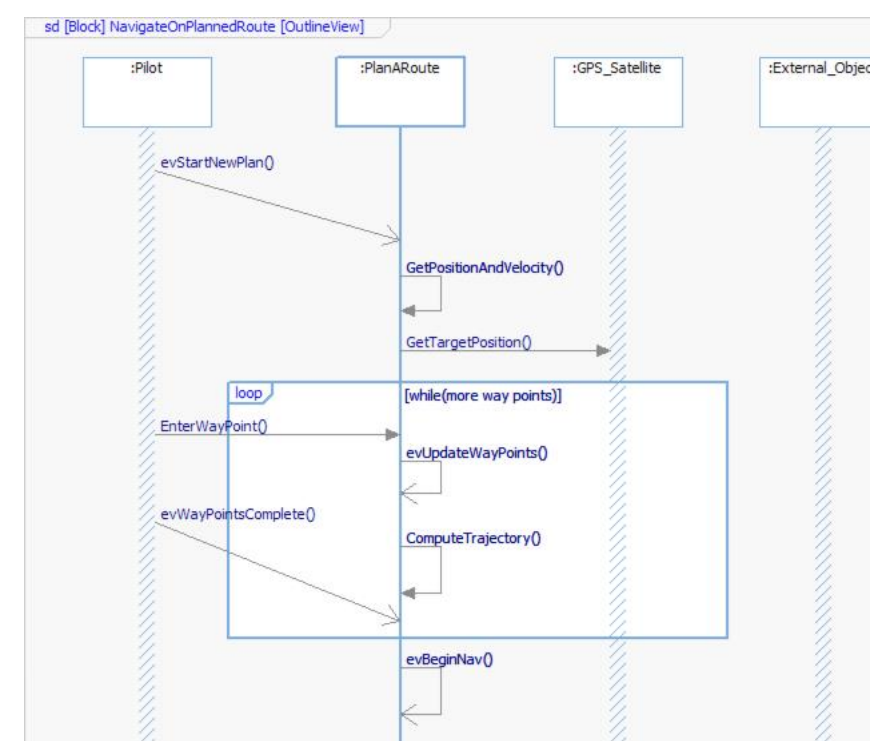 sd [Block] NavigateOnPlannedRoute [OutlineView]
:Pilot
:PlanARoute
:GPS_Satellite
:External_Objec
evStartNewPlan()
GetPositionAndVelocity()
GetTargetPosition()
loop
[while(more way points)]
EnterWayPoint()
evUpdateWayPoints()
evWayPointsComplete()
ComputeTrajectory()
evBeginNav()